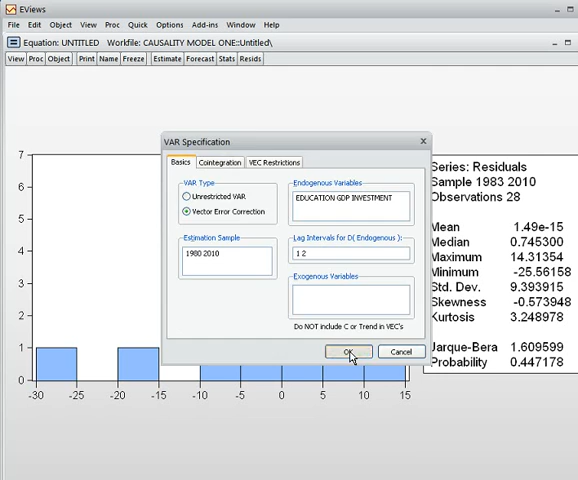 EViews
File Edit Object View Proc Quick Options Add-ins Window Help
Equation: UNTITLED Workfile: CAUSALITY MODEL ONE::Untitled\
View Proc Object Print Name Freeze Estimate Forecast Stats Resids
VAR Specification
Basics Cointegration VEC Restrictions
VAR Type
Unrestricted VAR
Vector Error Correction
Endogenous Variables
EDUCATION GDP INVESTMENT
Estimation Sample
1980 2010
Lag Intervals for D( Endogenous ):
1 2
Exogenous Variables
Do NOT include C or Trend in VEC's
OK Cancel
7
6
5
4
3
2
1
0
-30 -25 -20 -15 -10 -5 0 5 10 15
Series: Residuals
Sample 1983 2010
Observations 28
Mean 1.49e-15
Median 0.745300
Maximum 14.31354
Minimum -25.56158
Std. Dev. 9.393915
Skewness -0.573948
Kurtosis 3.248978
Jarque-Bera 1.609599
Probability 0.447178